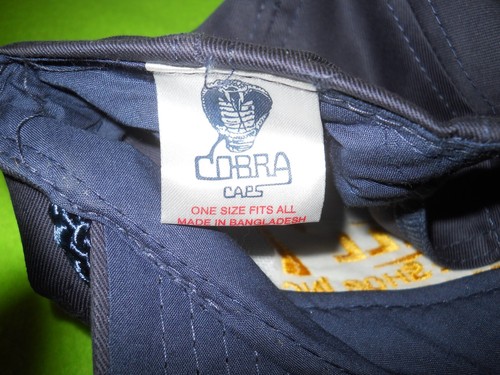 COBRA
CAPS
ONE SIZE FITS ALL
MADE IN BANGLADESH